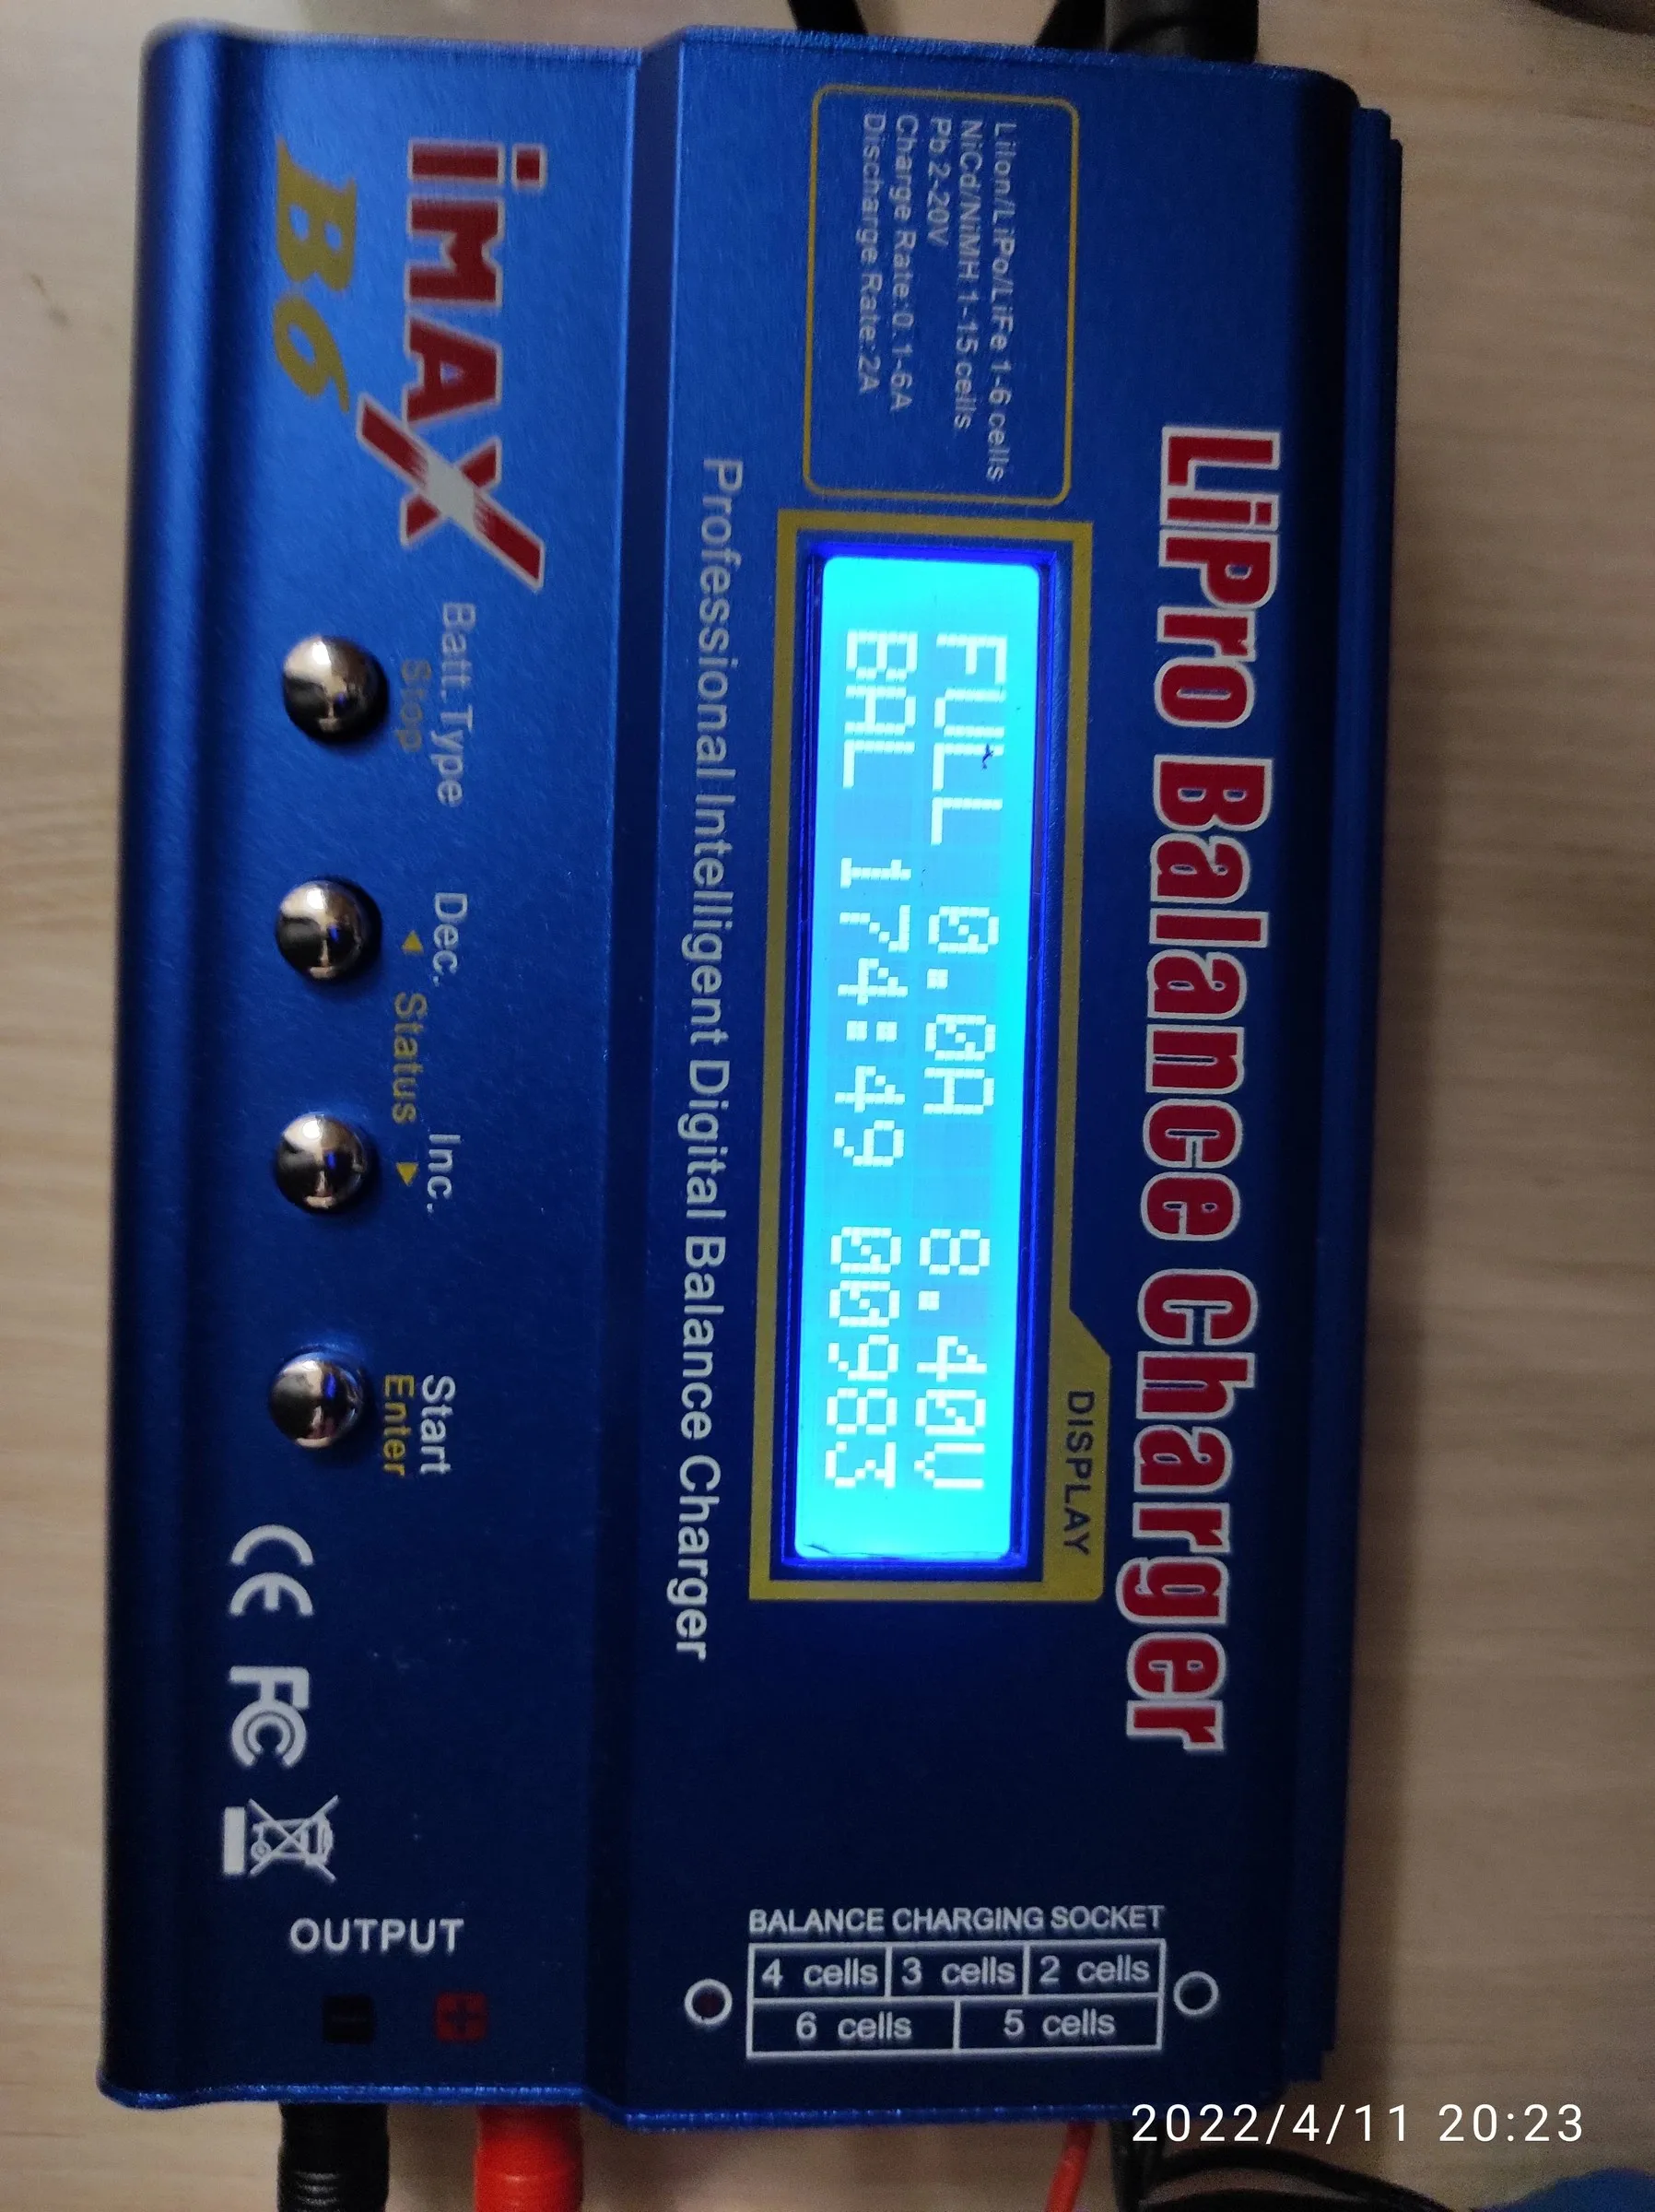 LiPro Balance Charger
LiIon/LiPo/LiFe 1-6 cells
NiCd/NiMH 1-15 cells
Pb 2-20V
Charge Rate:0.1-6A
Discharge Rate:2A
DISPLAY
FULL 0.0A 8.40V
BAL 174:49 00983
Professional Intelligent Digital Balance Charger
iMAX
B6
Batt.Type
Stop
Dec.
Inc.
◄ Status ►
Start
Enter
CE FC
OUTPUT
BALANCE CHARGING SOCKET
4 cells 3 cells 2 cells
6 cells 5 cells
2022/4/11 20:23